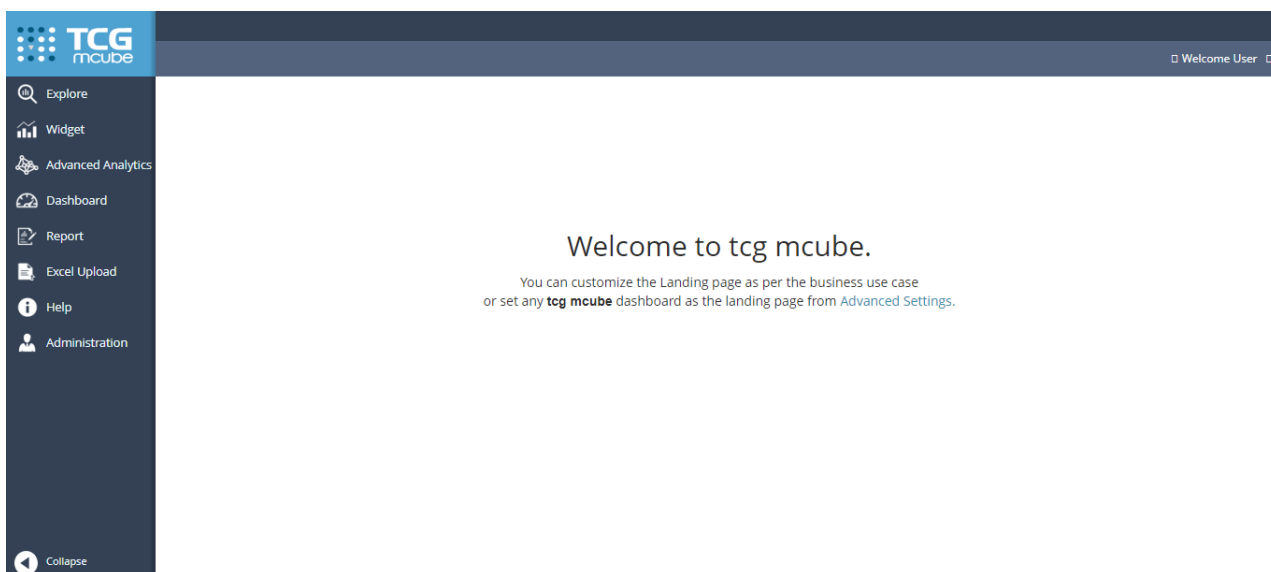 TCG
mcube
Welcome User
Explore
Widget
Advanced Analytics
Dashboard
Report
Excel Upload
Help
Administration
Welcome to tcg mcube.
You can customize the Landing page as per the business use case
or set any tcg mcube dashboard as the landing page from Advanced Settings.
Collapse